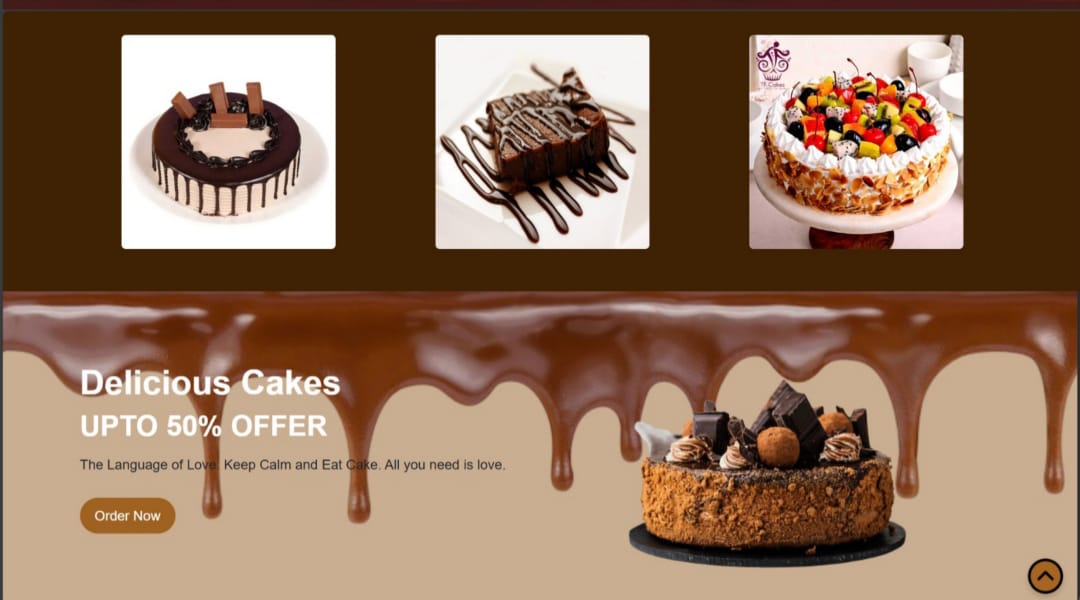 Delicious Cakes
UPTO 50% OFFER
The Language of Love. Keep Calm and Eat Cake. All you need is love.
Order Now